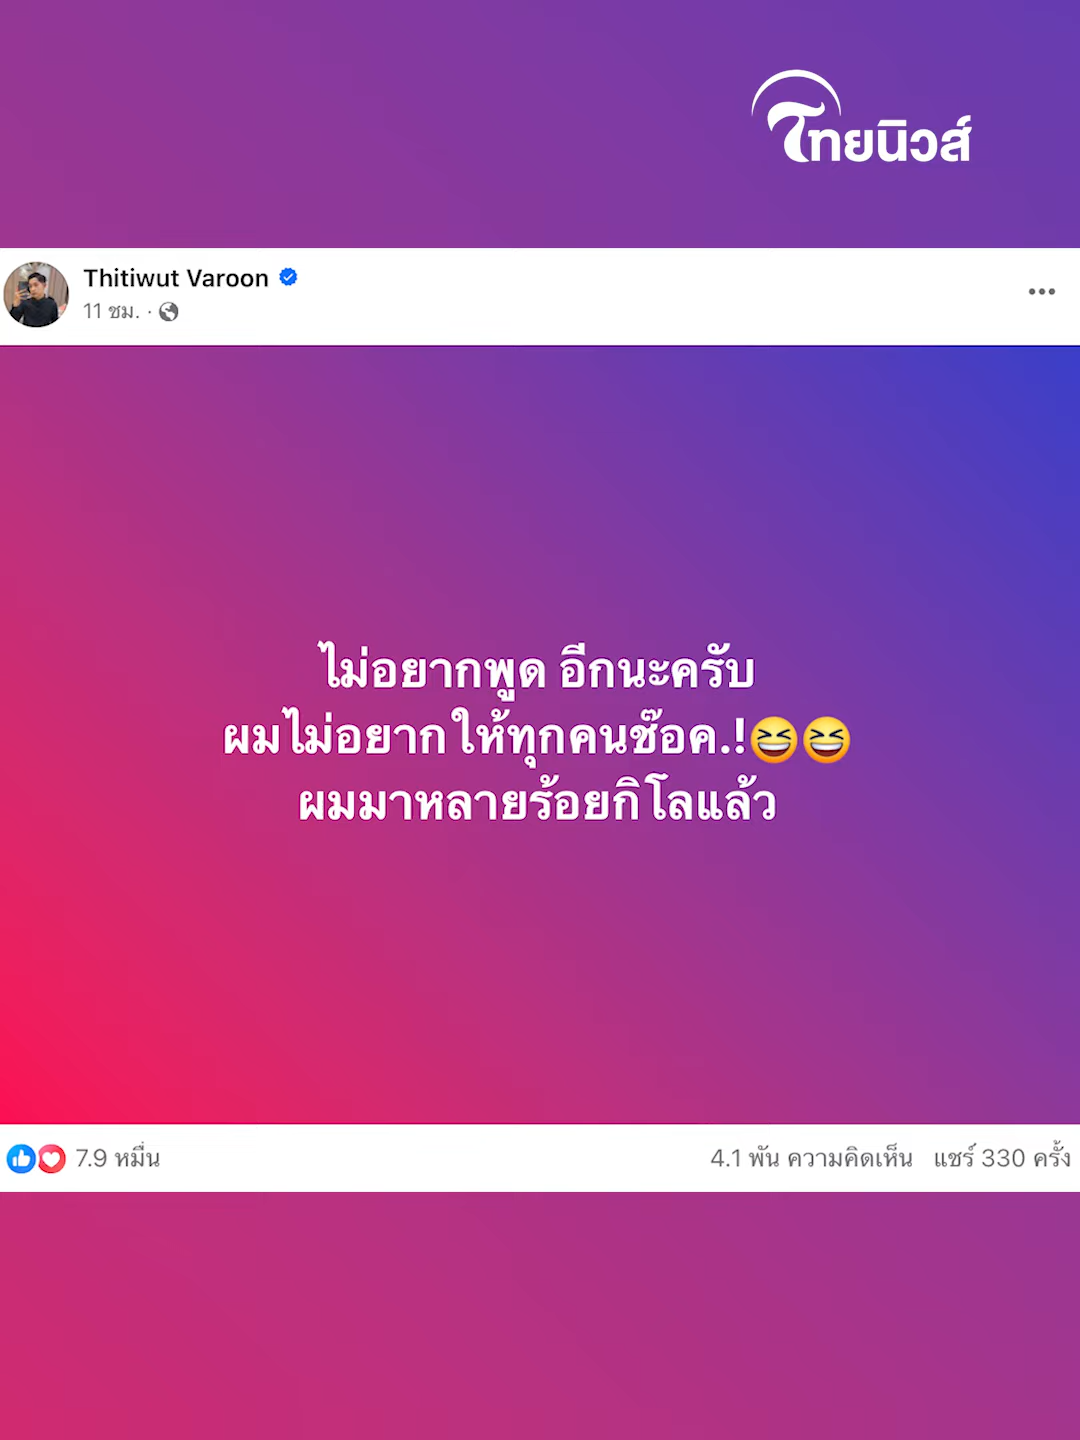 ไทยนิวส์
Thitiwut Varoon
11 ชม. ·
ไม่อยากพูด อีกนะครับ
ผมไม่อยากให้ทุกคนช๊อค.!😆😆
ผมมาหลายร้อยกิโลแล้ว
7.9 หมื่น
4.1 พัน ความคิดเห็น แชร์ 330 ครั้ง